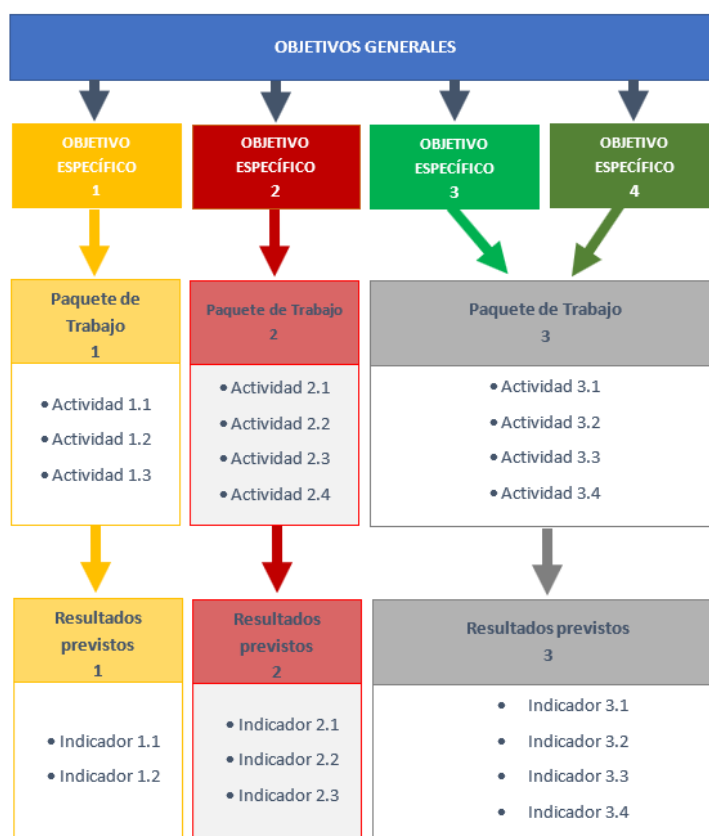 OBJETIVOS GENERALES
OBJETIVO
ESPECÍFICO
1
OBJETIVO
ESPECÍFICO
2
OBJETIVO
ESPECÍFICO
3
OBJETIVO
ESPECÍFICO
4
Paquete de
Trabajo
1
• Actividad 1.1
• Actividad 1.2
• Actividad 1.3
Paquete de Trabajo
2
• Actividad 2.1
• Actividad 2.2
• Actividad 2.3
• Actividad 2.4
Paquete de Trabajo
3
• Actividad 3.1
• Actividad 3.2
• Actividad 3.3
• Actividad 3.4
Resultados
previstos
1
• Indicador 1.1
• Indicador 1.2
Resultados
previstos
2
• Indicador 2.1
• Indicador 2.2
• Indicador 2.3
Resultados previstos
3
• Indicador 3.1
• Indicador 3.2
• Indicador 3.3
• Indicador 3.4